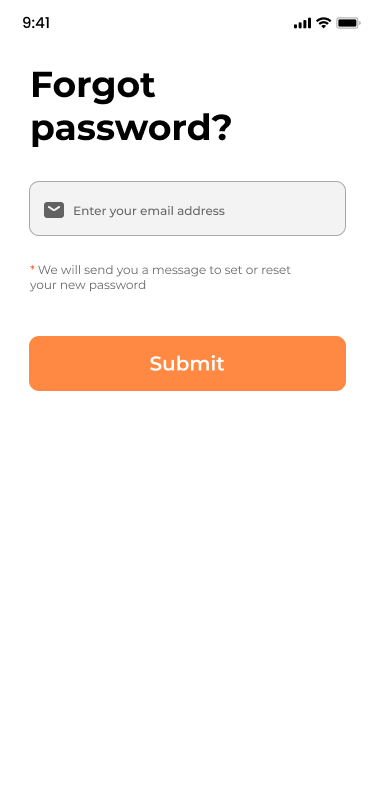 9:41
Forgot
password?
Enter your email address
* We will send you a message to set or reset
your new password
Submit